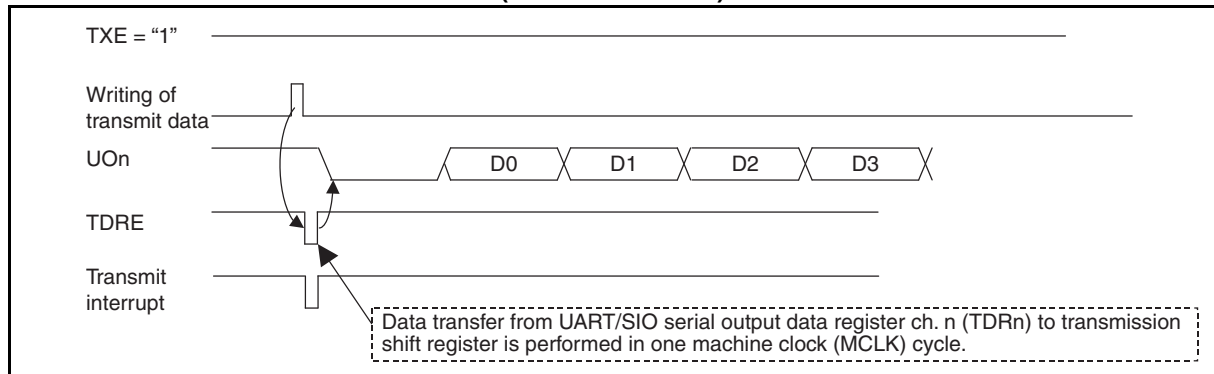 TXE = “1”
Writing of
transmit data
UOn
D0 D1 D2 D3
TDRE
Transmit
interrupt
Data transfer from UART/SIO serial output data register ch. n (TDRn) to transmission
shift register is performed in one machine clock (MCLK) cycle.